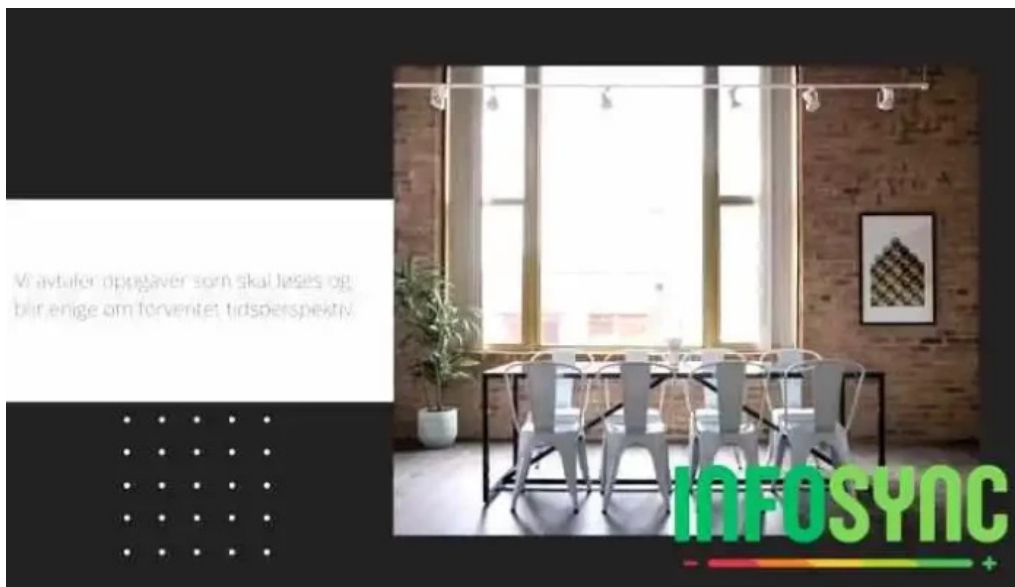 Vi avtaler oppgaver som skal løses og
blir enige om forventet tidsperspektiv.
INFOSYNC
- +